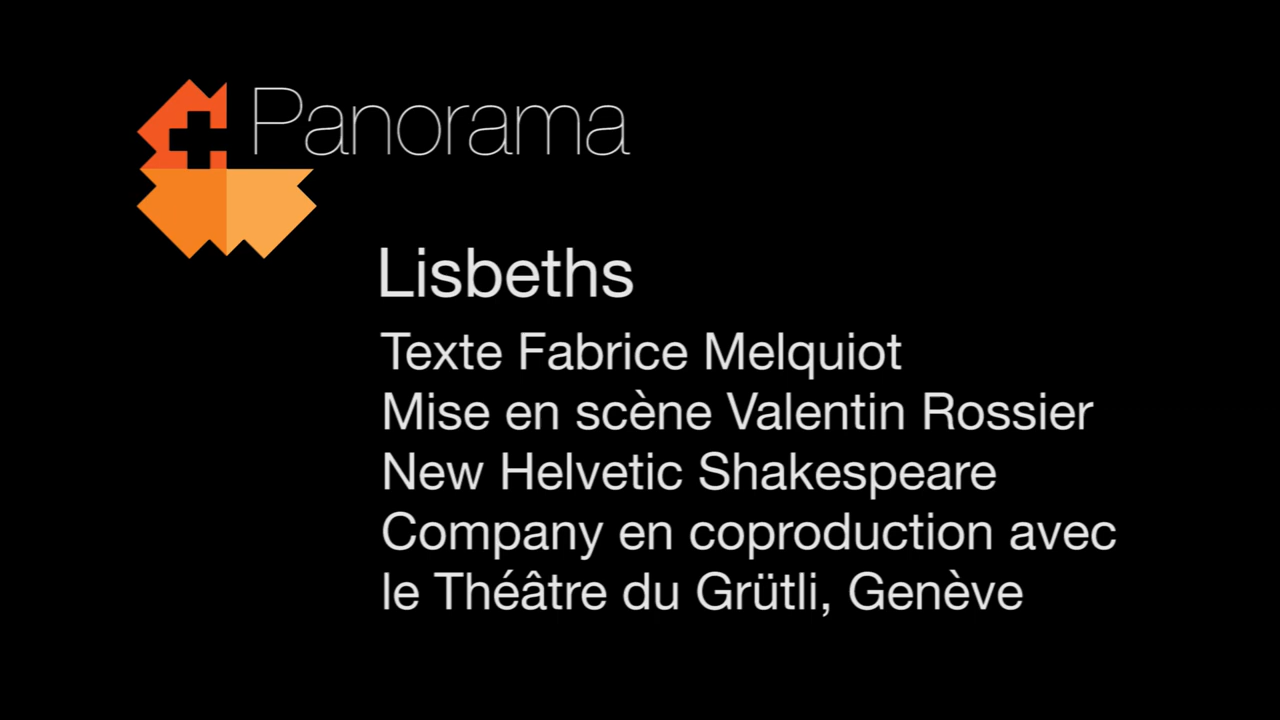 Panorama
Lisbeths
Texte Fabrice Melquiot
Mise en scène Valentin Rossier
New Helvetic Shakespeare
Company en coproduction avec
le Théâtre du Grütli, Genève